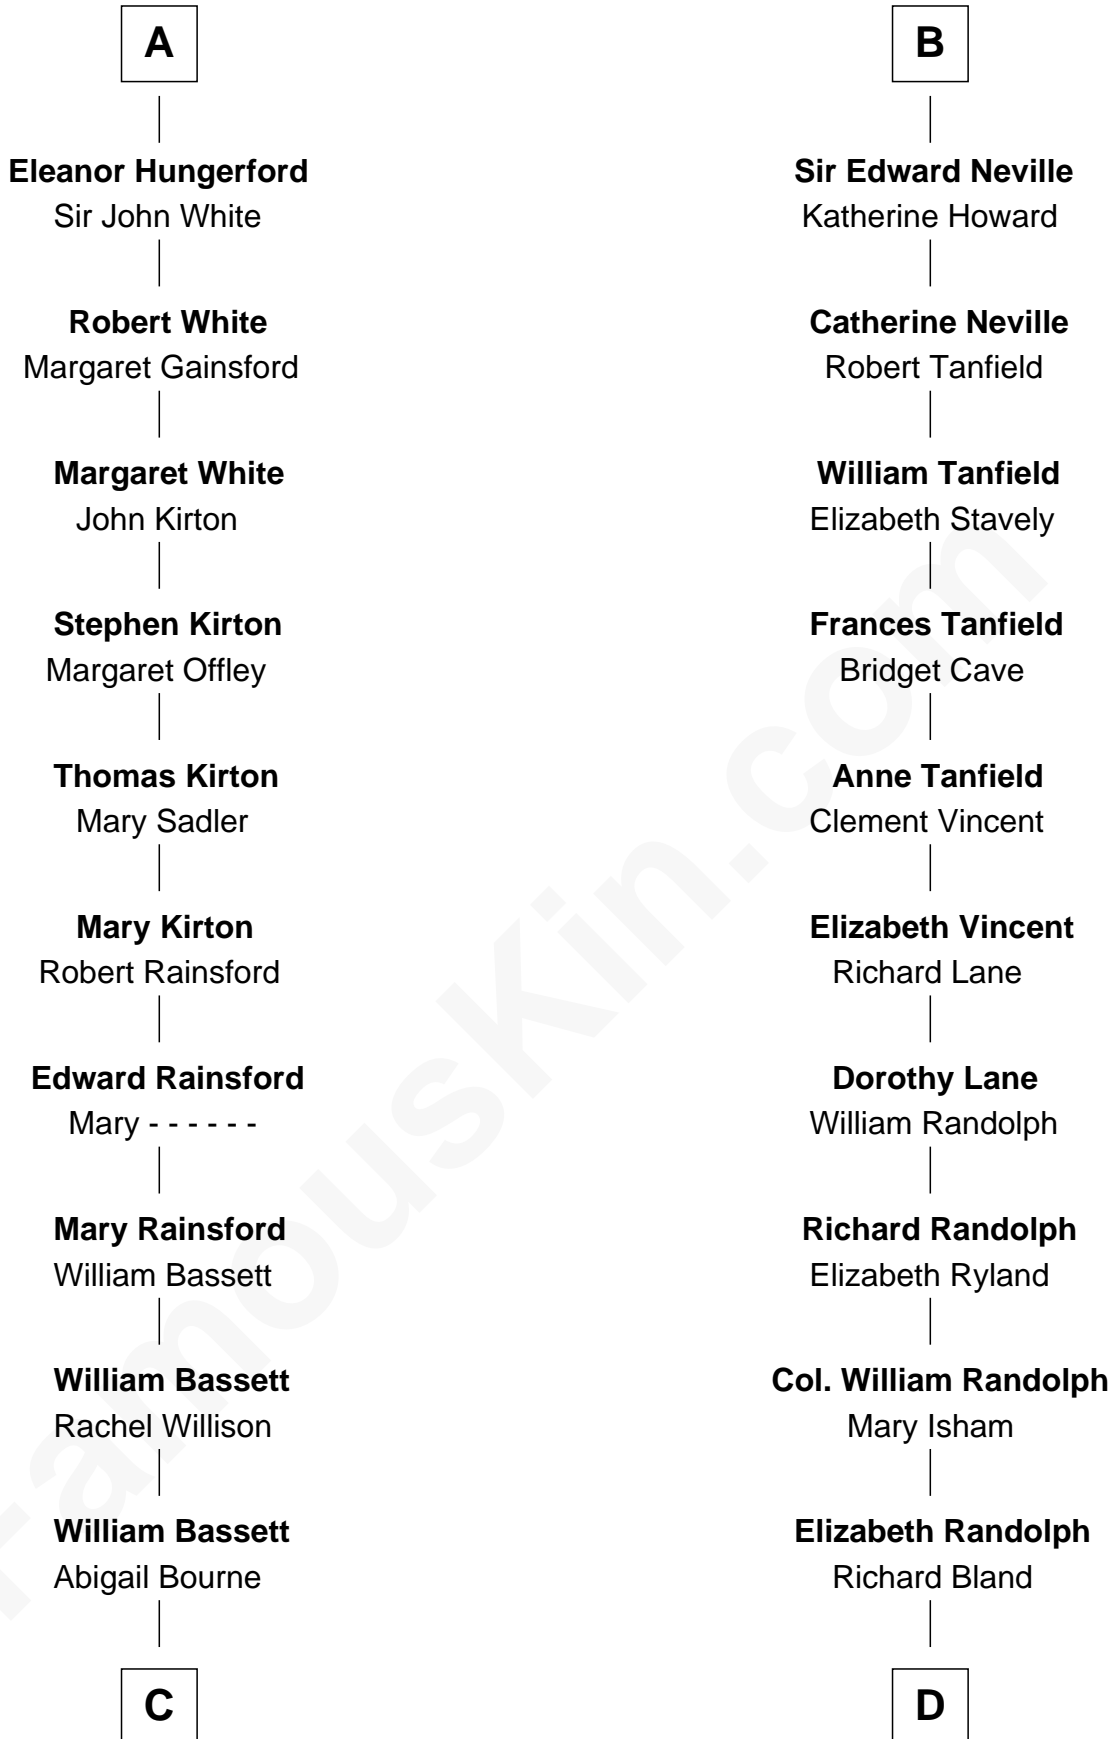 A
Eleanor Hungerford
Sir John White
Robert White
Margaret Gainsford
Margaret White
John Kirton
Stephen Kirton
Margaret Offley
Thomas Kirton
Mary Sadler
Mary Kirton
Robert Rainsford
Edward Rainsford
Mary - - - - - -
Mary Rainsford
William Bassett
William Bassett
Rachel Willison
William Bassett
Abigail Bourne
C
B
Sir Edward Neville
Katherine Howard
Catherine Neville
Robert Tanfield
William Tanfield
Elizabeth Stavely
Frances Tanfield
Bridget Cave
Anne Tanfield
Clement Vincent
Elizabeth Vincent
Richard Lane
Dorothy Lane
William Randolph
Richard Randolph
Elizabeth Ryland
Col. William Randolph
Mary Isham
Elizabeth Randolph
Richard Bland
D
FamousKin.com